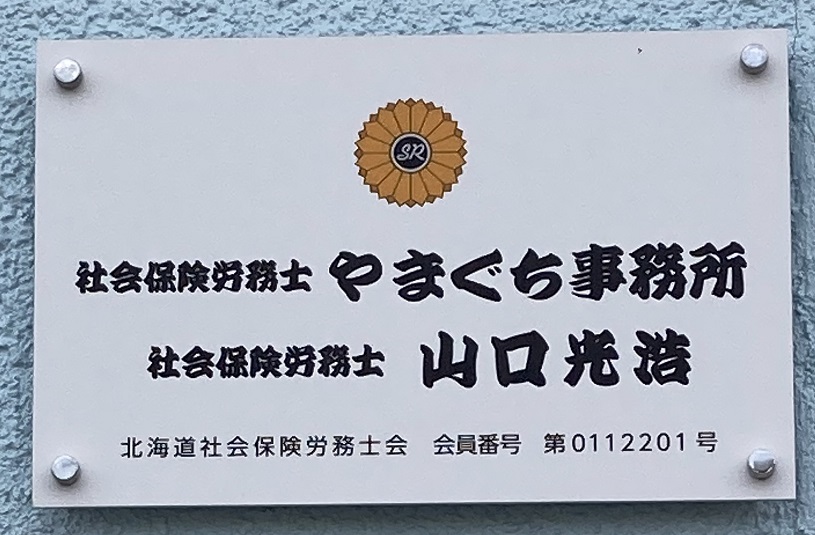 SR
社会保険労務士 やまぐち事務所
社会保険労務士 山口光浩
北海道社会保険労務士会 会員番号 第0112201号